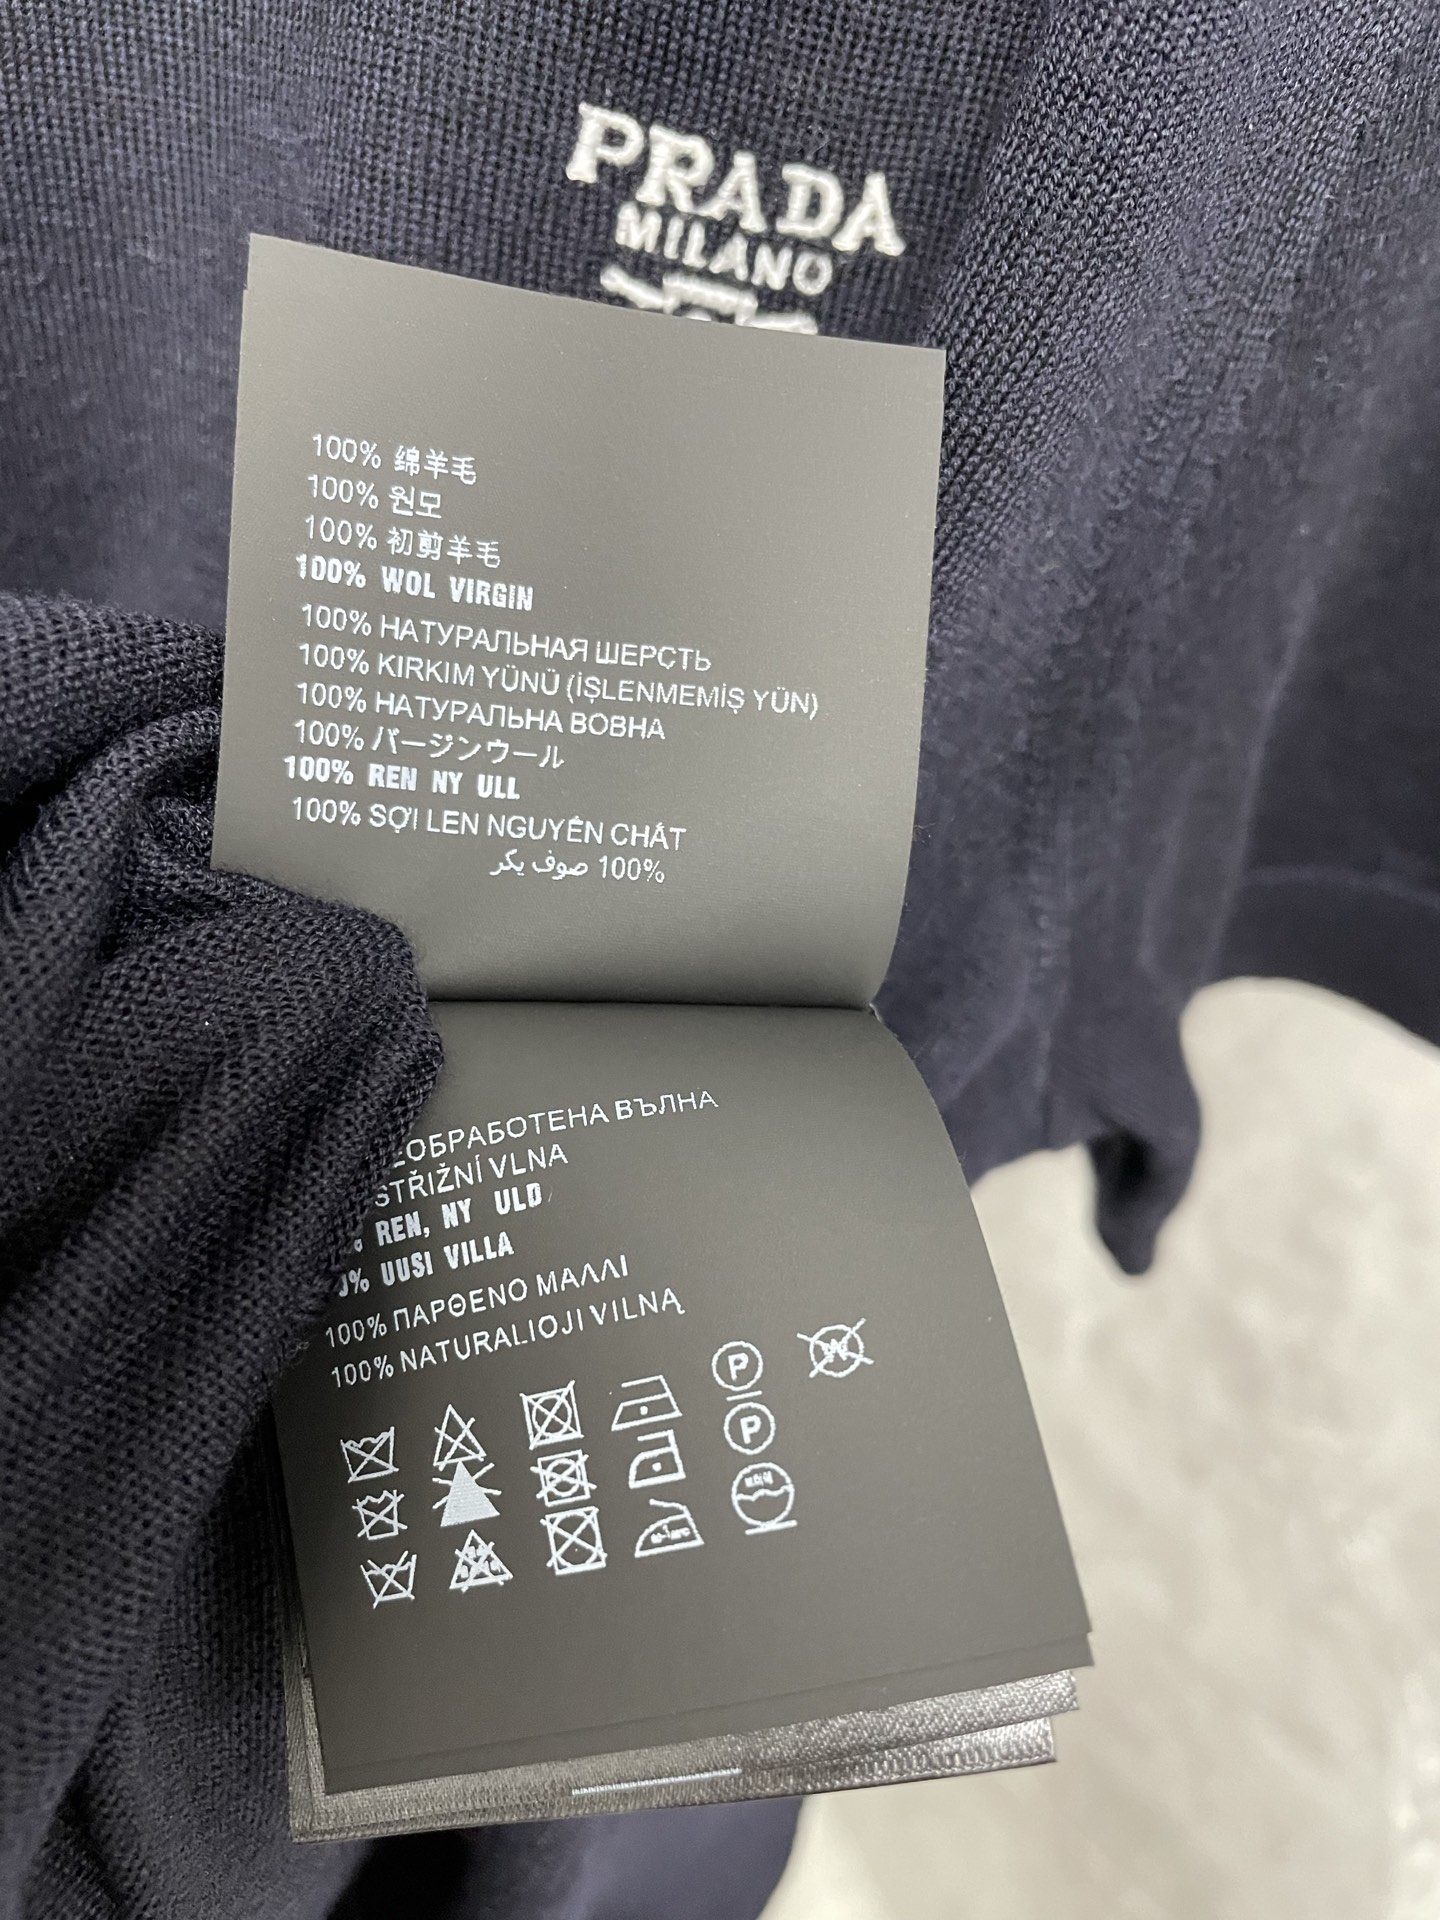 PRADA
MILANO
100% 绵羊毛
100% 원모
100% 初剪羊毛
100% WOL VIRGIN
100% НАТУРАЛЬНАЯ ШЕРСТЬ
100% KIRKIM YÜNÜ (İŞLENMEMİŞ YÜN)
100% НАТУРАЛЬНА ВОВНА
100% バージンウール
100% REN NY ULL
100% SỢI LEN NGUYÊN CHẤT
100% صوف بكر
СТŘIŽNÍ VLNA
REN, NY ULD
UUSI VILLA
100% ΠΑΡΘΕΝΟ ΜΑΛΛΙ
100% NATURALIOJI VILNĄ
P
P